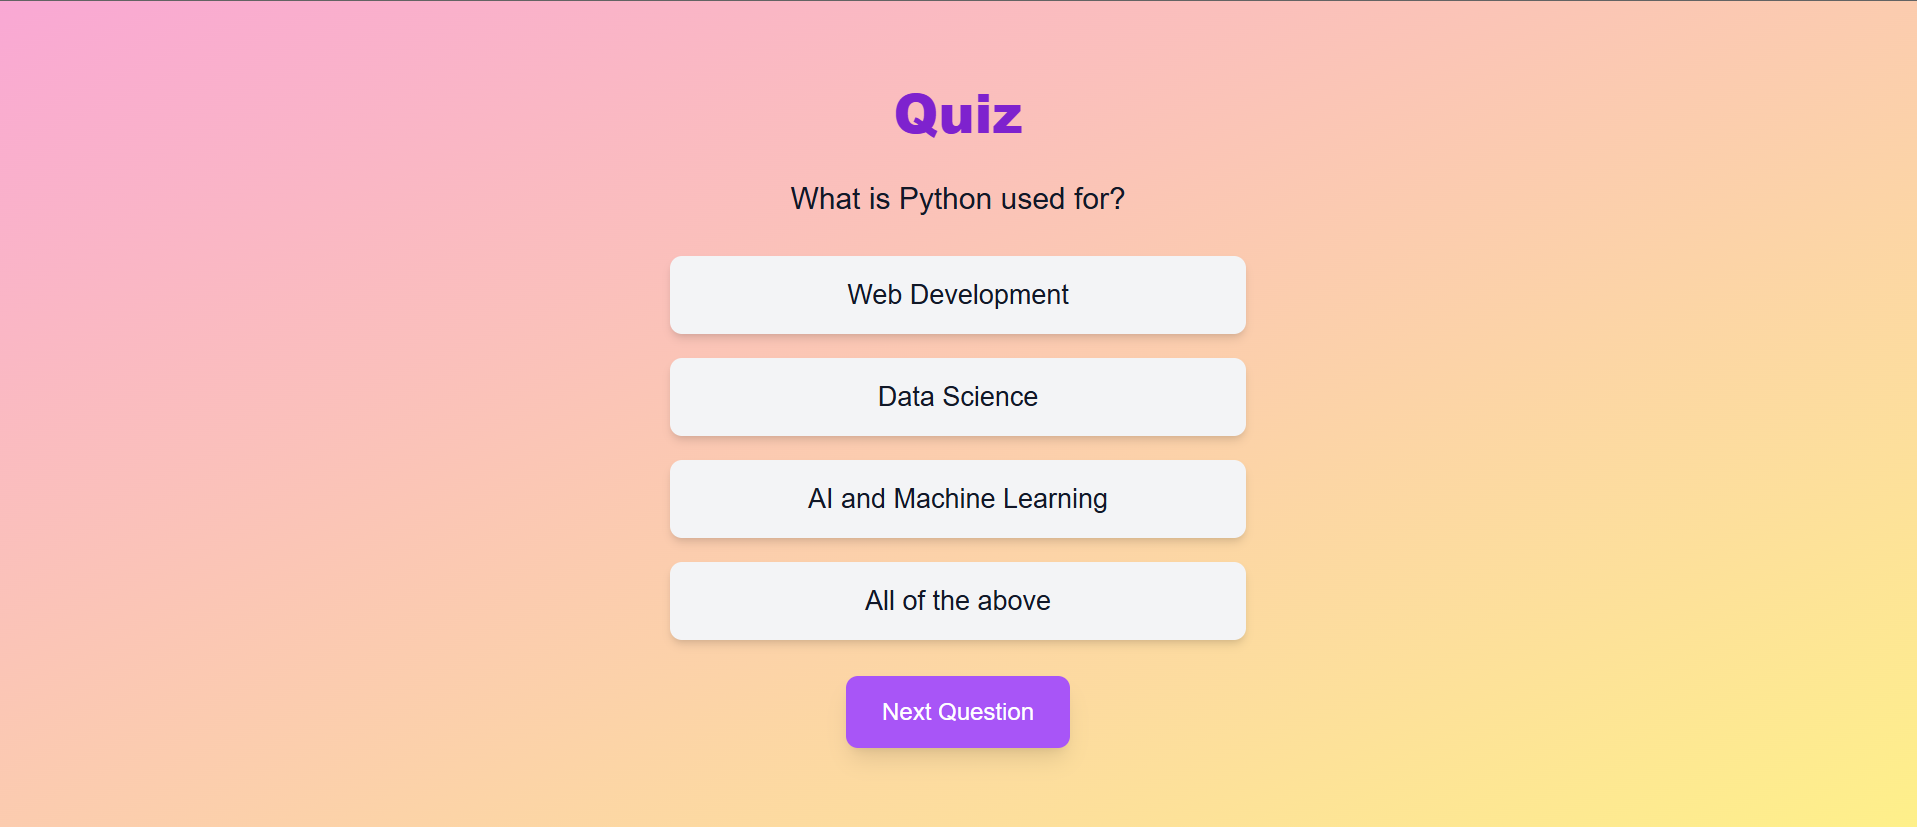 Quiz
What is Python used for?
Web Development
Data Science
AI and Machine Learning
All of the above
Next Question